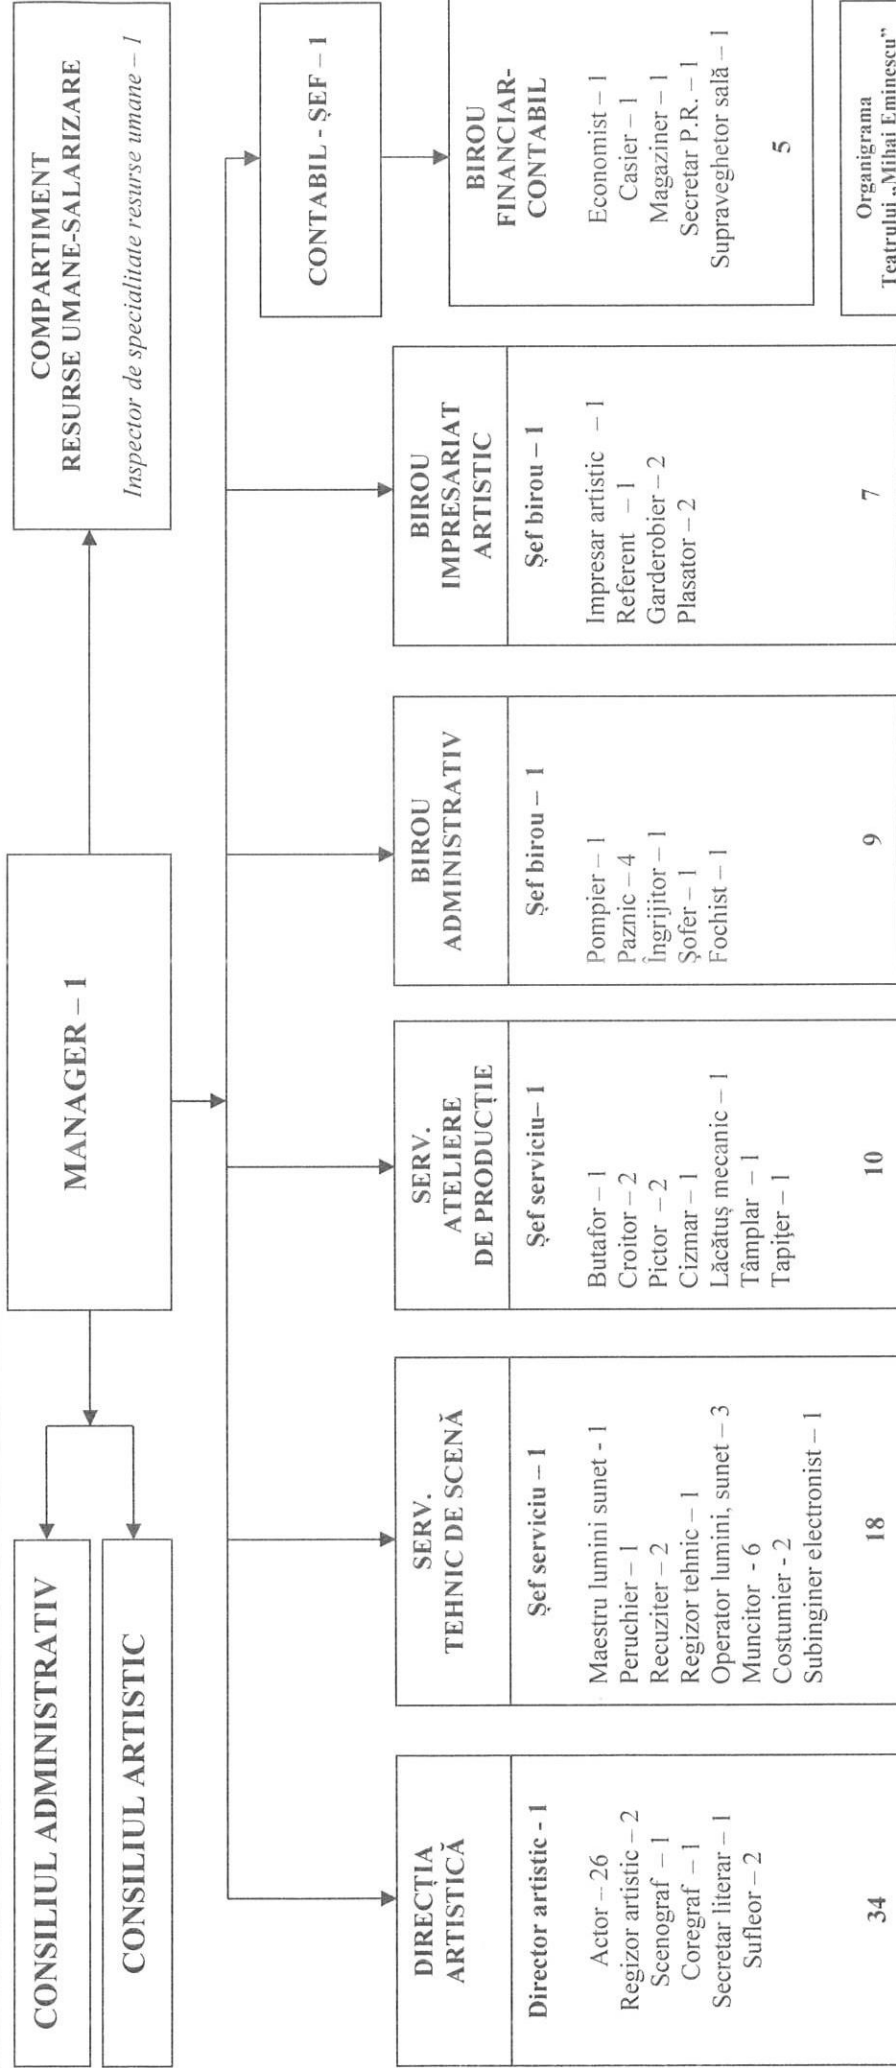 CONSILIUL ADMINISTRATIV
CONSILIUL ARTISTIC
MANAGER – 1
COMPARTIMENT
RESURSE UMANE-SALARIZARE
Inspector de specialitate resurse umane – 1
CONTABIL - ȘEF – 1
DIRECȚIA
ARTISTICĂ
Director artistic - 1
Actor – 26
Regizor artistic – 2
Scenograf – 1
Coregraf – 1
Secretar literar – 1
Sufleor – 2
34
SERV.
TEHNIC DE SCENĂ
Șef serviciu – 1
Maestru lumini sunet - 1
Peruchier – 1
Recuziter – 2
Regizor tehnic – 1
Operator lumini, sunet – 3
Muncitor - 6
Costumier - 2
Subinginer electronist – 1
18
SERV.
ATELIERE
DE PRODUCȚIE
Șef serviciu– 1
Butafor – 1
Croitor – 2
Pictor – 2
Cizmar – 1
Lăcătuș mecanic – 1
Tâmplar – 1
Tapițer – 1
10
BIROU
ADMINISTRATIV
Șef birou – 1
Pompier – 1
Paznic – 4
Îngrijitor – 1
Șofer – 1
Fochist – 1
9
BIROU
IMPRESARIAT
ARTISTIC
Șef birou – 1
Impresar artistic – 1
Referent – 1
Garderobier – 2
Plasator – 2
7
BIROU
FINANCIAR-
CONTABIL
Economist – 1
Casier – 1
Magaziner – 1
Secretar P.R. – 1
Supraveghetor sală – 1
5
Organigrama
Teatrului „Mihai Eminescu”